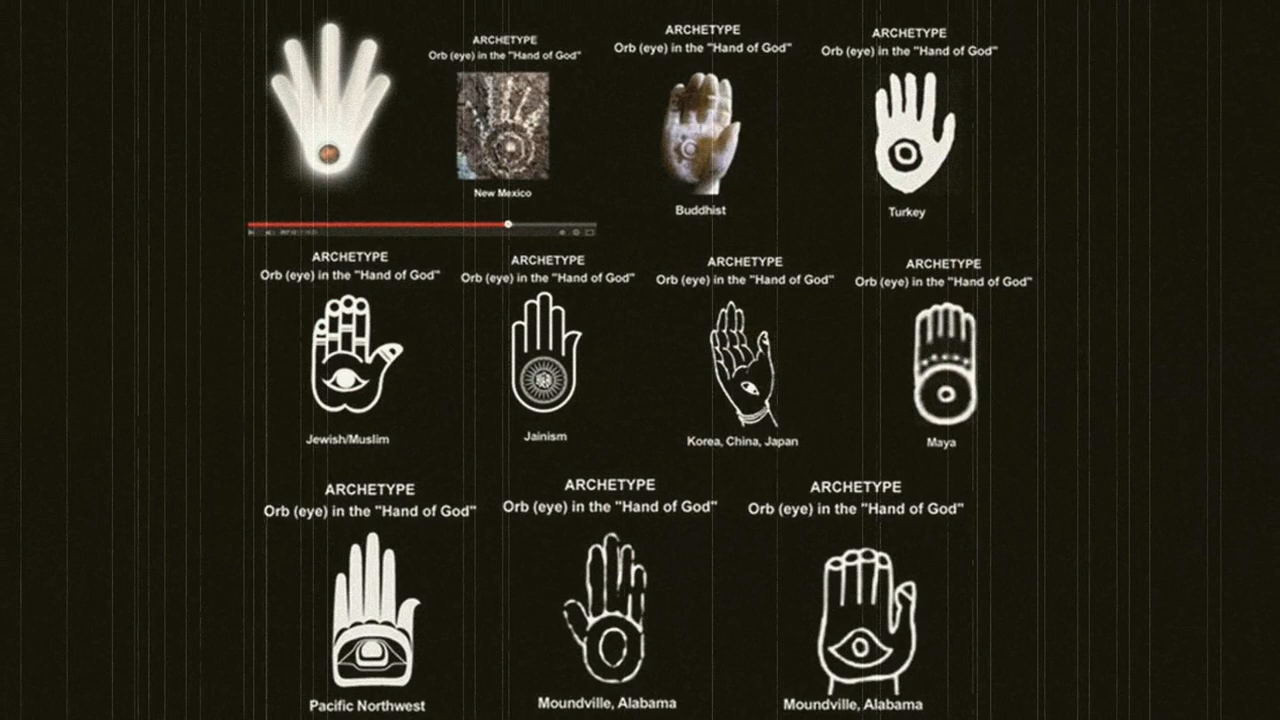 ARCHETYPE
Orb (eye) in the "Hand of God"
New Mexico
ARCHETYPE
Orb (eye) in the "Hand of God"
Buddhist
ARCHETYPE
Orb (eye) in the "Hand of God"
Turkey
ARCHETYPE
Orb (eye) in the "Hand of God"
Jewish/Muslim
ARCHETYPE
Orb (eye) in the "Hand of God"
Jainism
ARCHETYPE
Orb (eye) in the "Hand of God"
Korea, China, Japan
ARCHETYPE
Orb (eye) in the "Hand of God"
Maya
ARCHETYPE
Orb (eye) in the "Hand of God"
Pacific Northwest
ARCHETYPE
Orb (eye) in the "Hand of God"
Moundville, Alabama
ARCHETYPE
Orb (eye) in the "Hand of God"
Moundville, Alabama